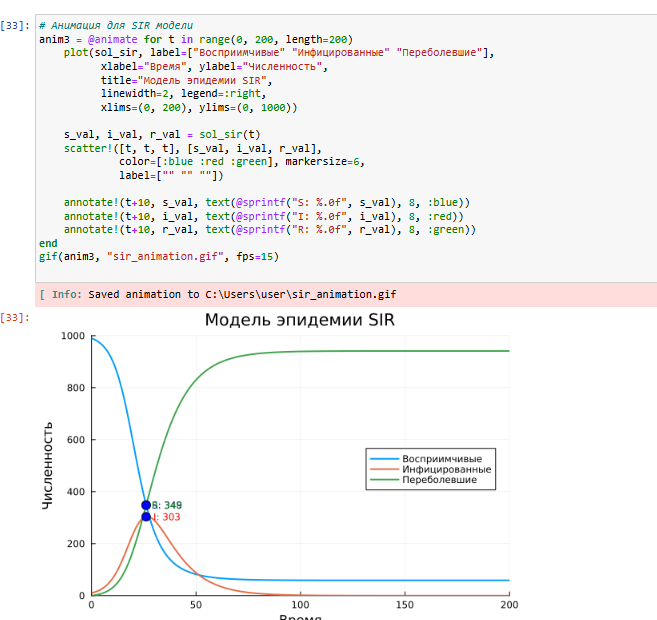 [33]: # Анимация для SIR модели
anim3 = @animate for t in range(0, 200, length=200)
    plot(sol_sir, label=["Восприимчивые" "Инфицированные" "Переболевшие"],
         xlabel="Время", ylabel="Численность",
         title="Модель эпидемии SIR",
         linewidth=2, legend=:right,
         xlims=(0, 200), ylims=(0, 1000))
    s_val, i_val, r_val = sol_sir(t)
    scatter!([t, t, t], [s_val, i_val, r_val],
            color=[:blue :red :green], markersize=6,
            label=["" "" ""])
    annotate!(t+10, s_val, text(@sprintf("S: %.0f", s_val), 8, :blue))
    annotate!(t+10, i_val, text(@sprintf("I: %.0f", i_val), 8, :red))
    annotate!(t+10, r_val, text(@sprintf("R: %.0f", r_val), 8, :green))
end
gif(anim3, "sir_animation.gif", fps=15)
[ Info: Saved animation to C:\Users\user\sir_animation.gif
[33]:
Модель эпидемии SIR
1000
800
600
400
200
0
Численность
Восприимчивые
Инфицированные
Переболевшие
I: 303
0 50 100 150 200
Время